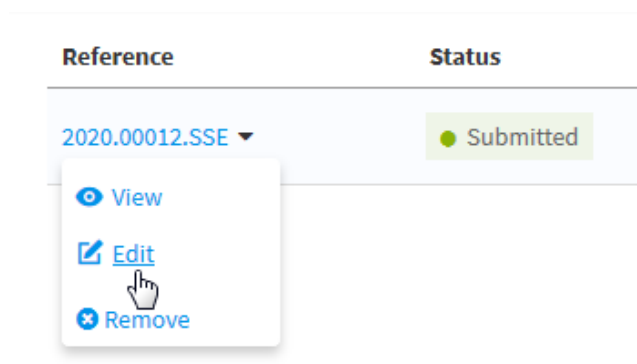 Reference Status
2020.00012.SSE Submitted
View
Edit
Remove